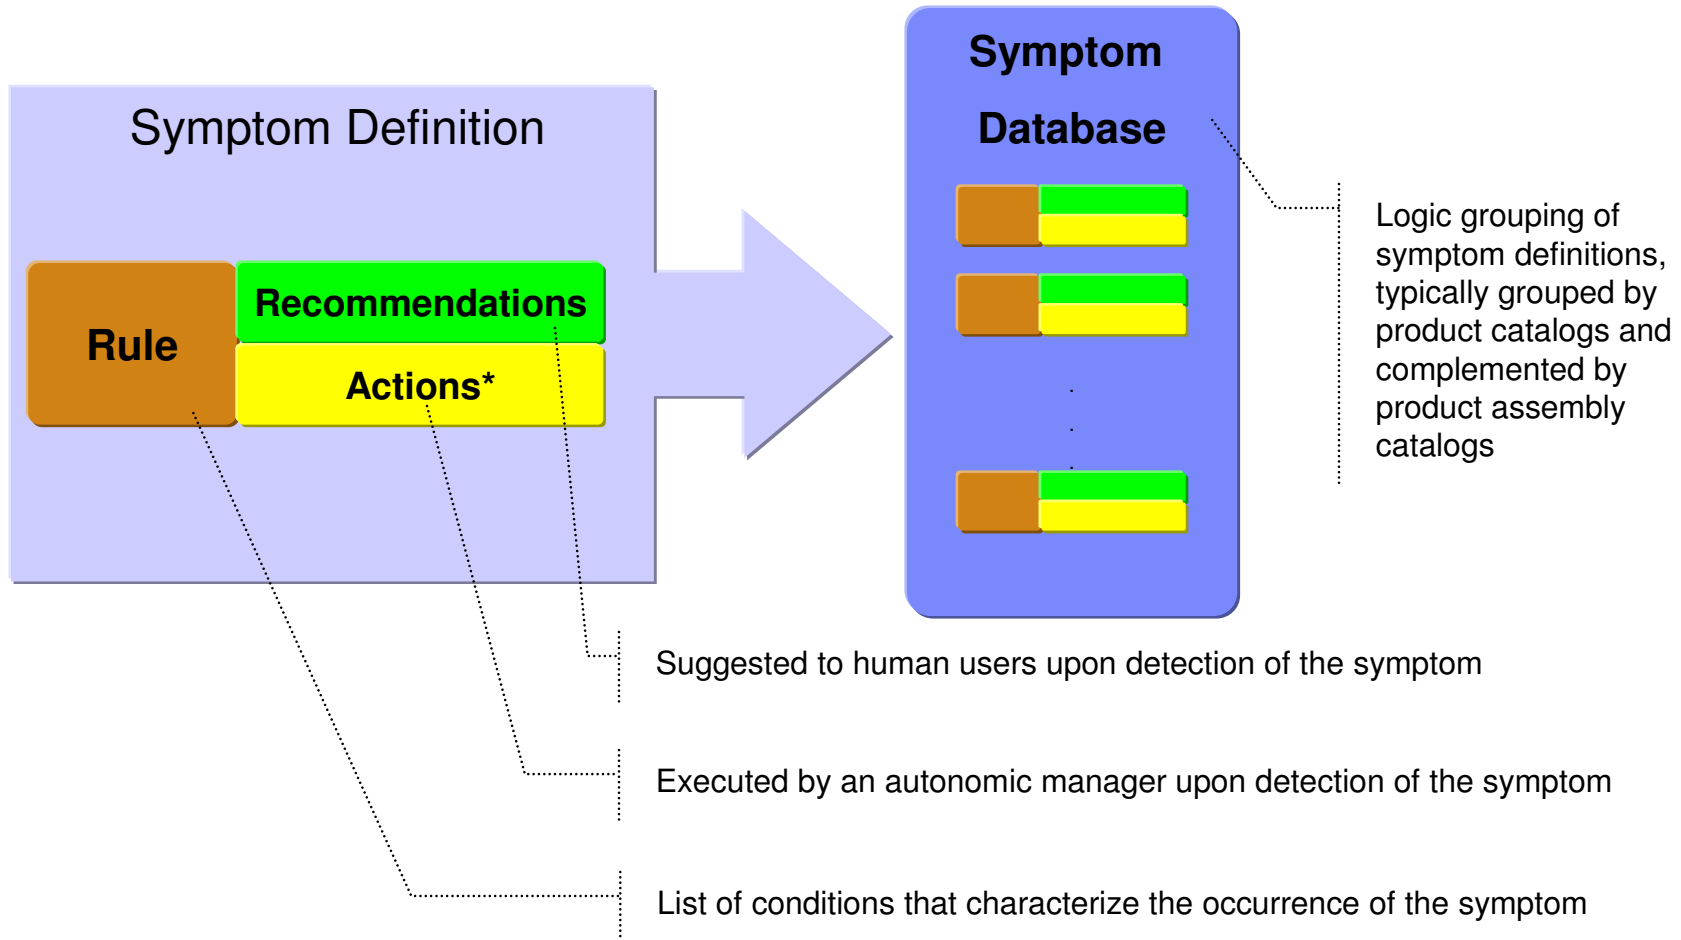 Symptom
Database
Symptom Definition
Rule
Recommendations
Actions*
Logic grouping of
symptom definitions,
typically grouped by
product catalogs and
complemented by
product assembly
catalogs
Suggested to human users upon detection of the symptom
Executed by an autonomic manager upon detection of the symptom
List of conditions that characterize the occurrence of the symptom